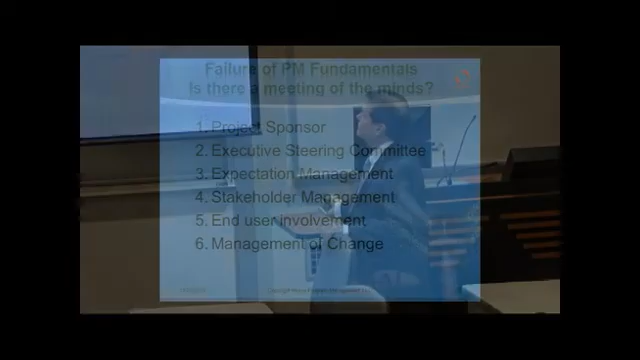 Failure of PM Fundamentals
Is there a meeting of the minds?
1. Project Sponsor
2. Executive Steering Committee
3. Expectation Management
4. Stakeholder Management
5. End user involvement
6. Management of Change